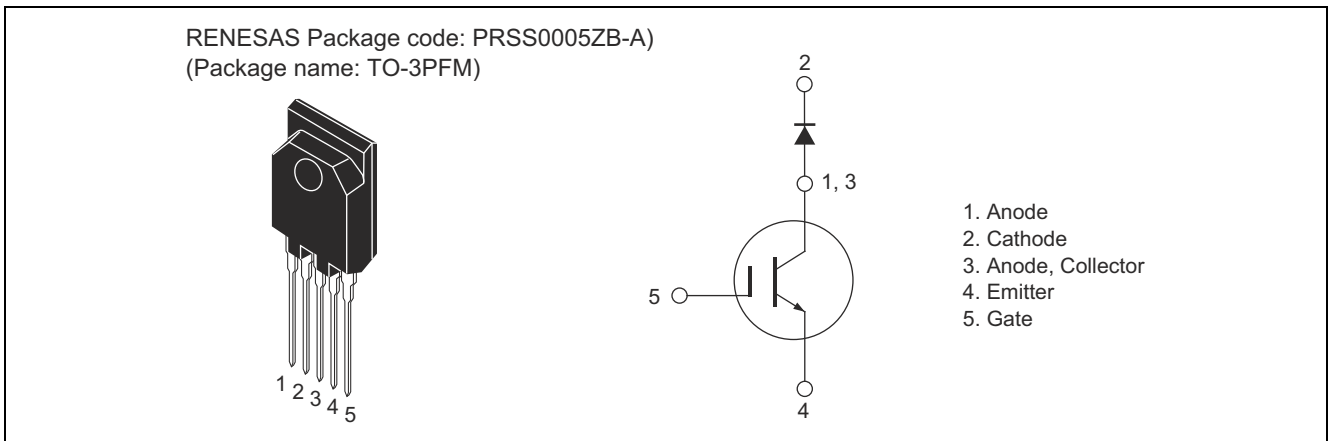 RENESAS Package code: PRSS0005ZB-A)
(Package name: TO-3PFM)
1
2
3
4
5
2
1, 3
5
4
1. Anode
2. Cathode
3. Anode, Collector
4. Emitter
5. Gate